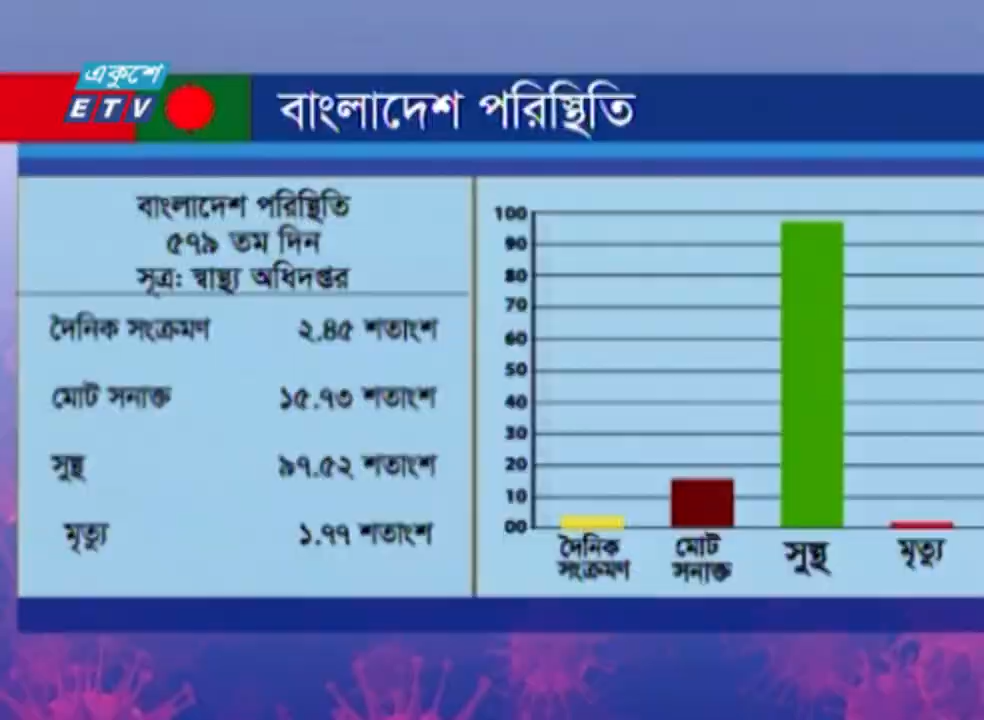 একুশে
ETV
বাংলাদেশ পরিস্থিতি
বাংলাদেশ পরিস্থিতি
৫৭৯ তম দিন
সূত্র: স্বাস্থ্য অধিদপ্তর
দৈনিক সংক্রমণ ২.৪৫ শতাংশ
মোট সনাক্ত ১৫.৭৩ শতাংশ
সুস্থ ৯৭.৫২ শতাংশ
মৃত্যু ১.৭৭ শতাংশ
100
90
80
70
60
50
40
30
20
10
00
দৈনিক সংক্রমণ
মোট সনাক্ত
সুস্থ
মৃত্যু